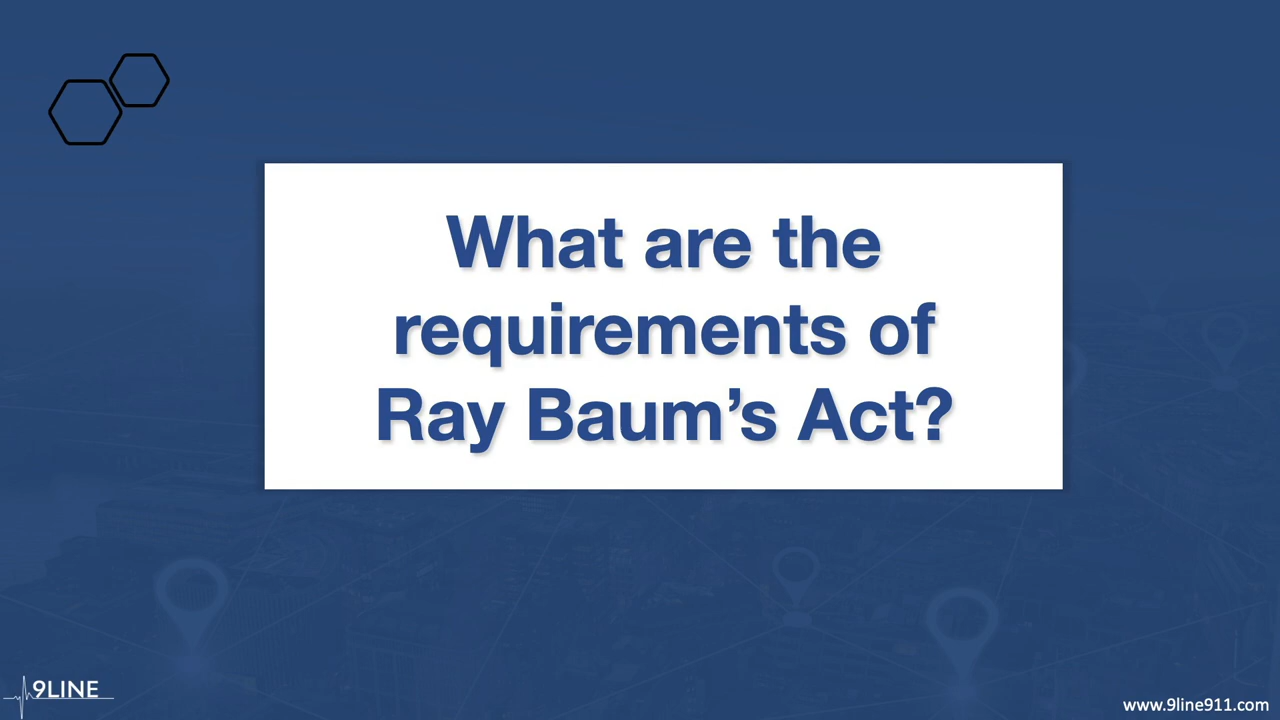 What are the
requirements of
Ray Baum’s Act?
9LINE
www.9line911.com